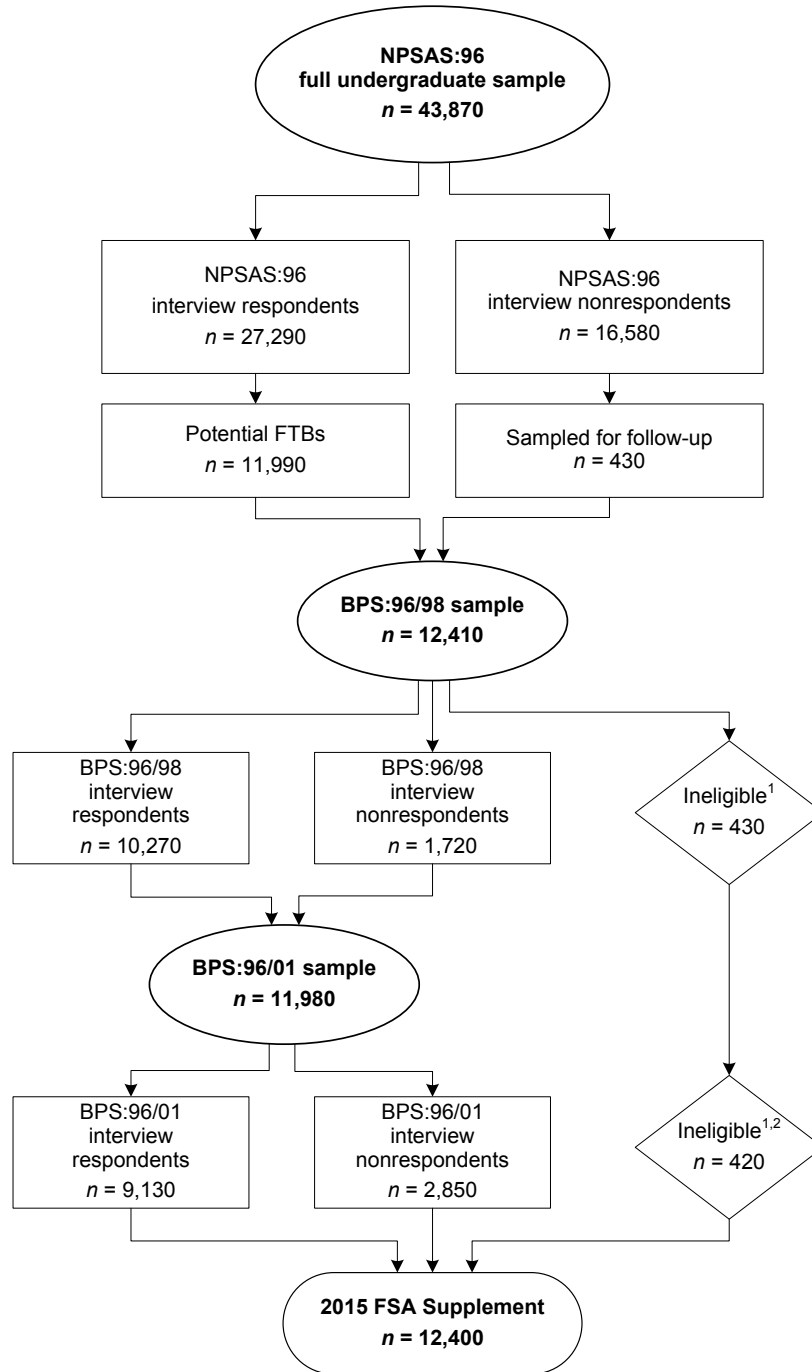 NPSAS:96
full undergraduate sample
n = 43,870
NPSAS:96
interview respondents
n = 27,290
NPSAS:96
interview nonrespondents
n = 16,580
Potential FTBs
n = 11,990
Sampled for follow-up
n = 430
BPS:96/98 sample
n = 12,410
BPS:96/98
interview
respondents
n = 10,270
BPS:96/98
interview
nonrespondents
n = 1,720
Ineligible¹
n = 430
BPS:96/01 sample
n = 11,980
BPS:96/01
interview
respondents
n = 9,130
BPS:96/01
interview
nonrespondents
n = 2,850
Ineligible¹,²
n = 420
2015 FSA Supplement
n = 12,400